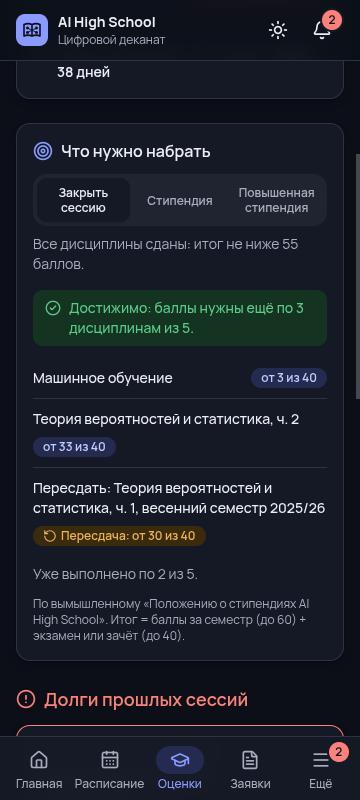 AI High School
Цифровой деканат
2
38 дней
Что нужно набрать
Закрыть
сессию
Стипендия
Повышенная
стипендия
Все дисциплины сданы: итог не ниже 55
баллов.
Достижимо: баллы нужны ещё по 3
дисциплинам из 5.
Машинное обучение
от 3 из 40
Теория вероятностей и статистика, ч. 2
от 33 из 40
Пересдать: Теория вероятностей и
статистика, ч. 1, весенний семестр 2025/26
Пересдача: от 30 из 40
Уже выполнено по 2 из 5.
По вымышленному «Положению о стипендиях AI
High School». Итог = баллы за семестр (до 60) +
экзамен или зачёт (до 40).
Долги прошлых сессий
2
Главная
Расписание
Оценки
Заявки
Ещё